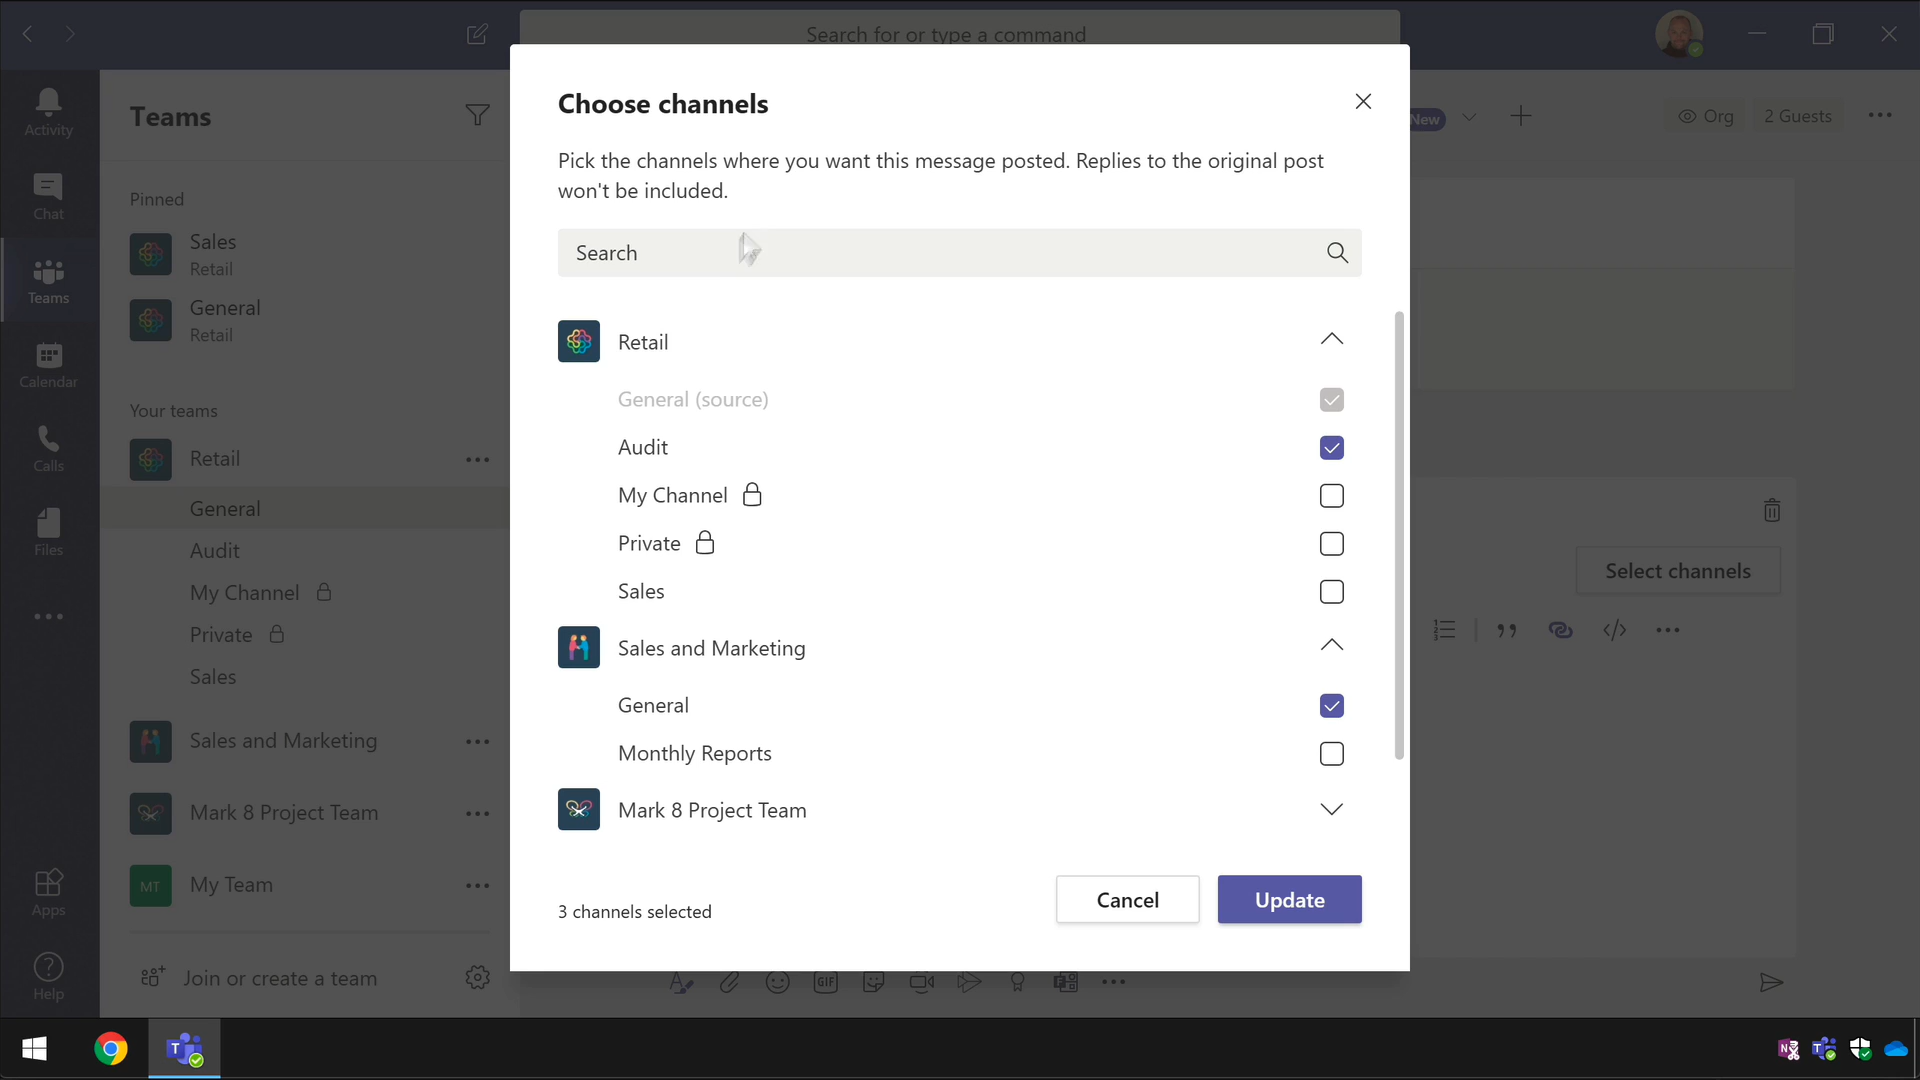 Search for or type a command
Activity
Chat
Teams
Calendar
Calls
Files
Apps
Help
Teams
Pinned
Sales
Retail
General
Retail
Your teams
Retail
General
Audit
My Channel
Private
Sales
Sales and Marketing
Mark 8 Project Team
MT
My Team
Join or create a team
New
Org
2 Guests
Select channels
Choose channels
Pick the channels where you want this message posted. Replies to the original post
won't be included.
Search
Retail
General (source)
Audit
My Channel
Private
Sales
Sales and Marketing
General
Monthly Reports
Mark 8 Project Team
3 channels selected
Cancel
Update
GIF
T
N
T